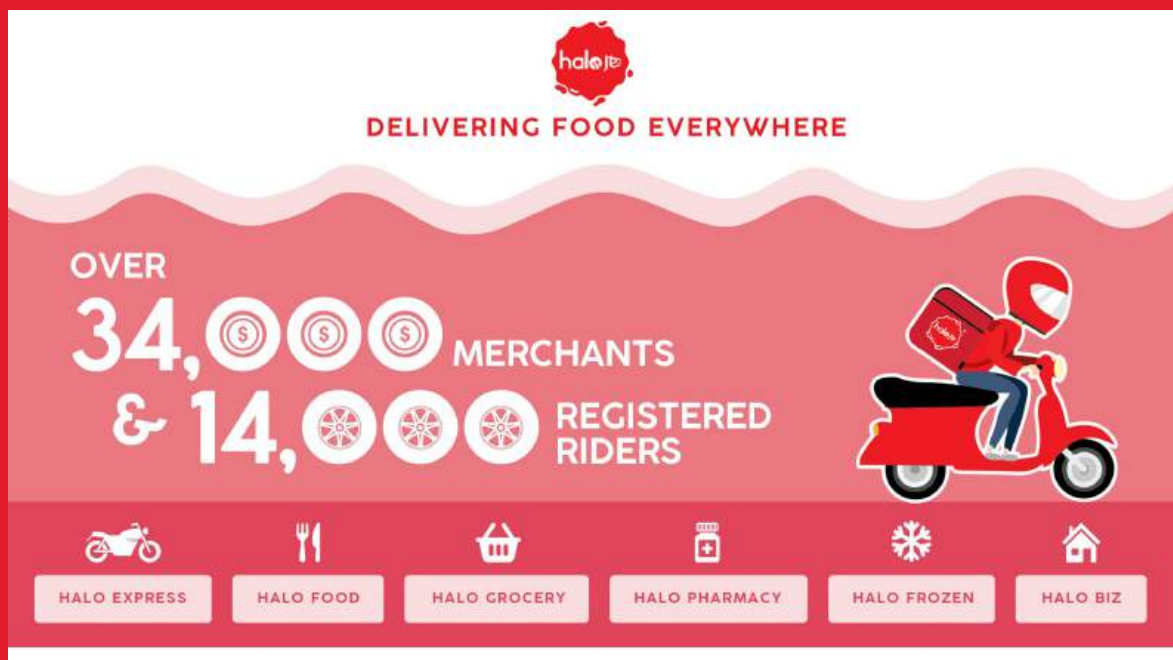 haloje
DELIVERING FOOD EVERYWHERE
OVER
34,000 MERCHANTS
& 14,000 REGISTERED
RIDERS
HALO EXPRESS
HALO FOOD
HALO GROCERY
HALO PHARMACY
HALO FROZEN
HALO BIZ